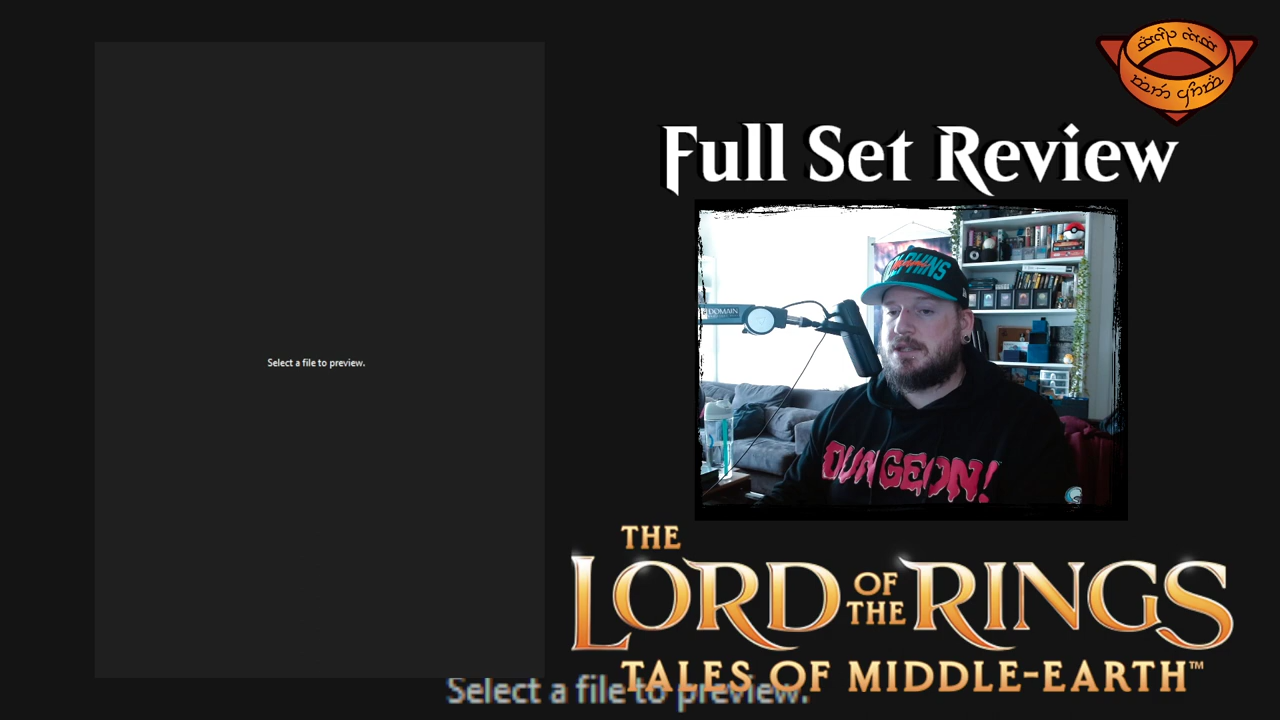 Full Set Review
DOLPHINS
DOMAIN
Select a file to preview.
DUNGEON!
THE
LORD OF THE RINGS
TALES OF MIDDLE-EARTH™
Select a file to preview.